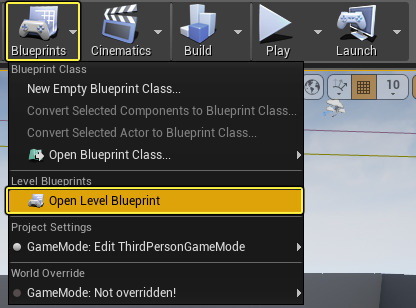 Blueprints Cinematics Build Play Launch
Blueprint Class
New Empty Blueprint Class...
Convert Selected Components to Blueprint Class...
Convert Selected Actor to Blueprint Class...
Open Blueprint Class...
10
Level Blueprints
Open Level Blueprint
Project Settings
GameMode: Edit ThirdPersonGameMode
World Override
GameMode: Not overridden!